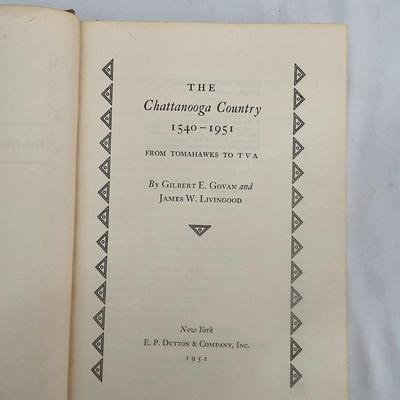 THE
Chattanooga Country
1540–1951
FROM TOMAHAWKS TO TVA
By GILBERT E. GOVAN and
JAMES W. LIVINGOOD
New York
E. P. DUTTON & COMPANY, INC.
1952